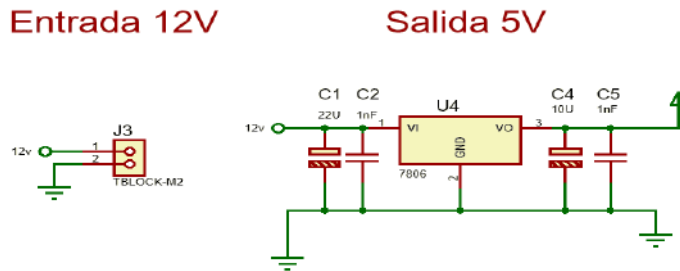 Entrada 12V
Salida 5V
J3
12v
1
2
TBLOCK-M2
C1
22U
C2
1nF
12v
1
U4
VI
VO
GND
7806
2
3
C4
10U
C5
1nF